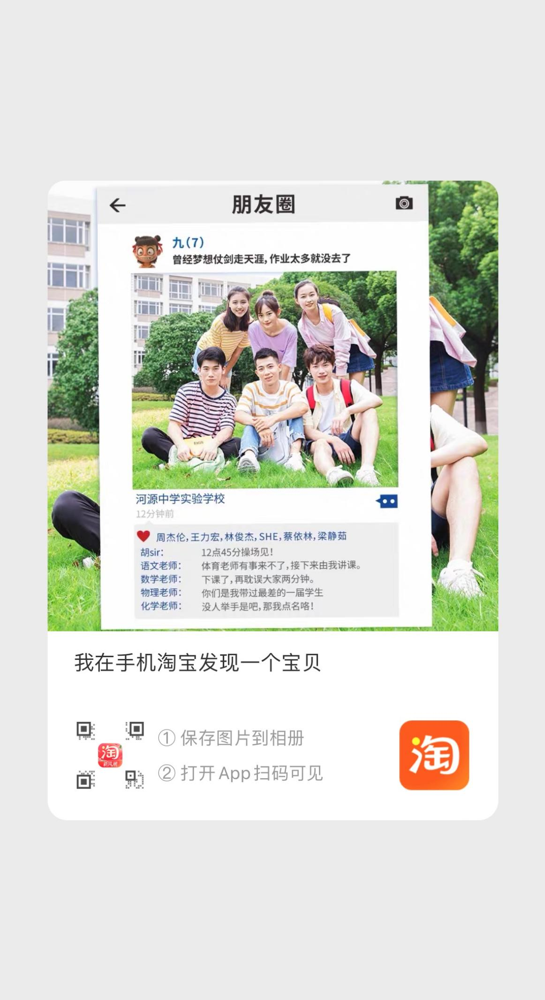 朋友圈
九（7）
曾经梦想仗剑走天涯，作业太多就没去了
河源中学实验学校
12分钟前
周杰伦，王力宏，林俊杰，SHE，蔡依林，梁静茹
胡sir： 12点45分操场见！
语文老师： 体育老师有事来不了，接下来由我讲课。
数学老师： 下课了，再耽误大家两分钟。
物理老师： 你们是我带过最差的一届学生
化学老师： 没人举手是吧，那我点名咯！
我在手机淘宝发现一个宝贝
① 保存图片到相册
淘
新风潮
② 打开App扫码可见
淘